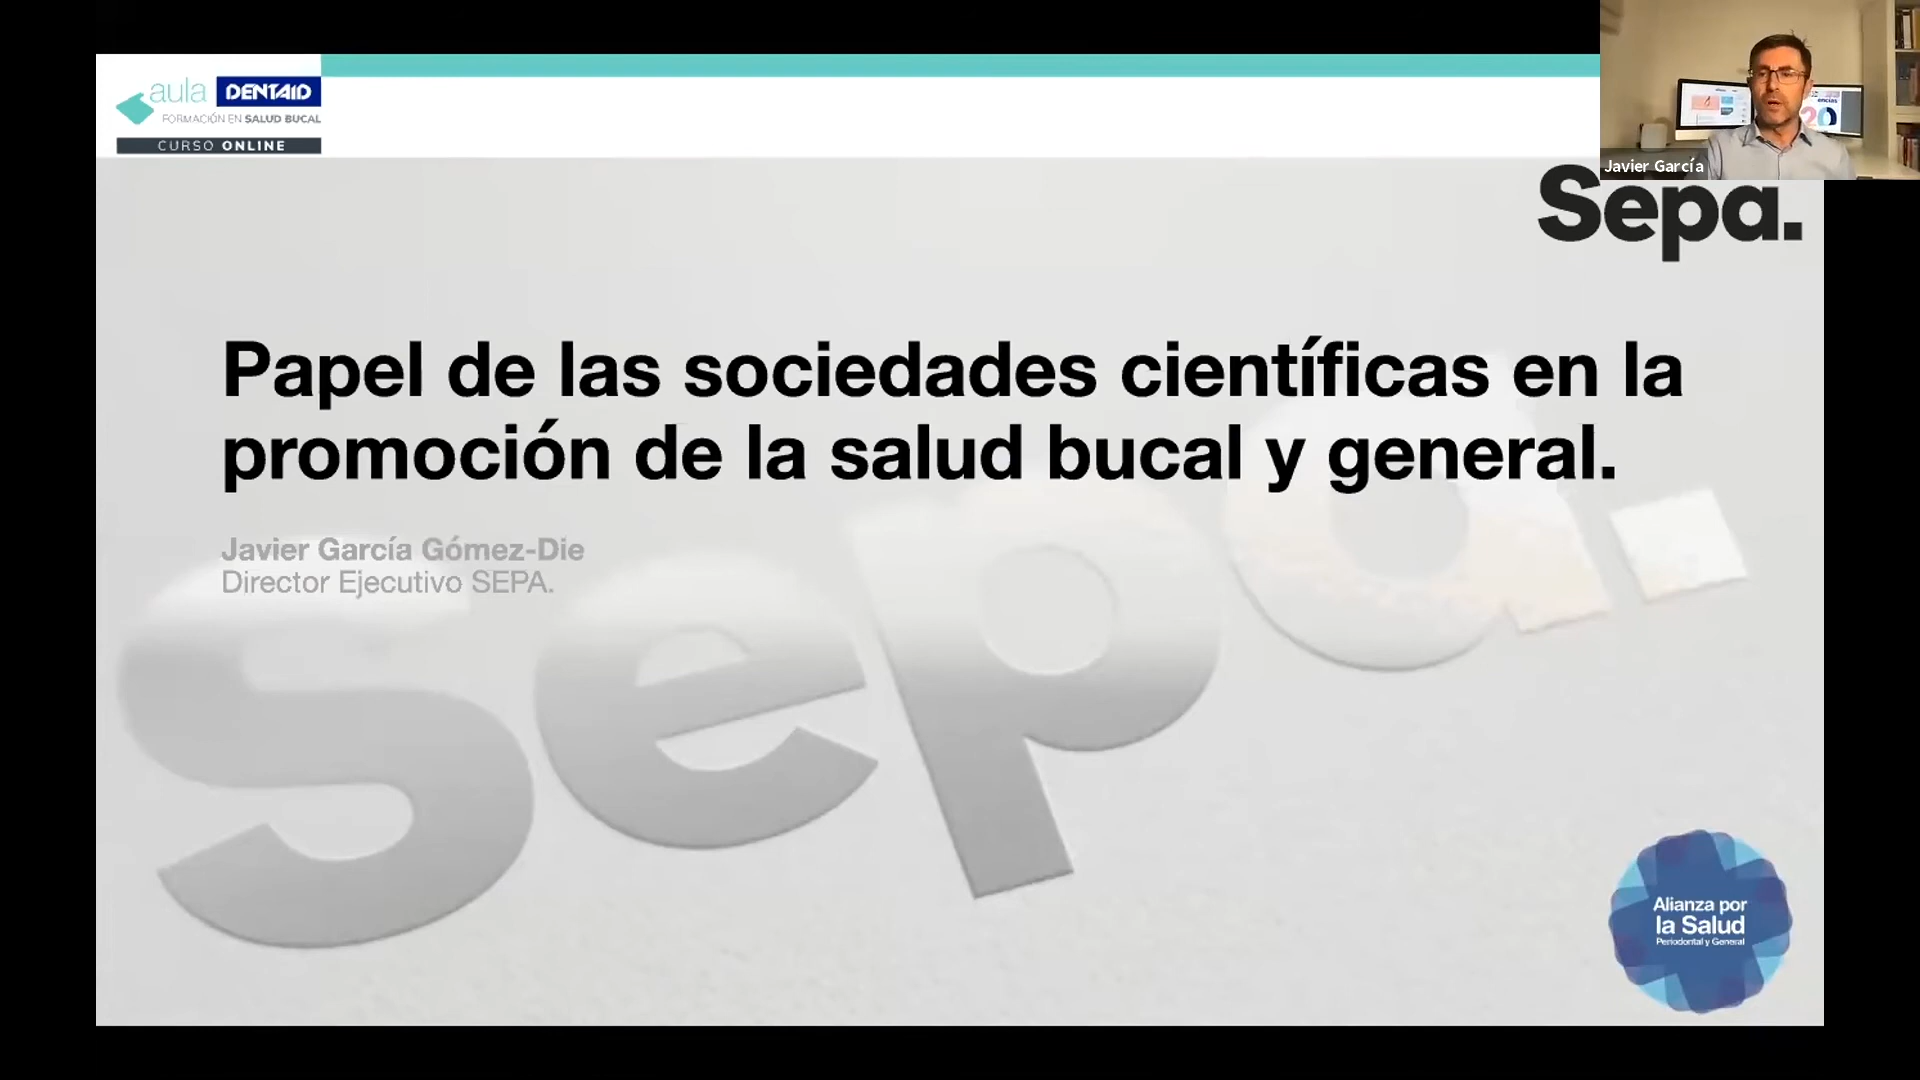 aula DENTAID
FORMACIÓN EN SALUD BUCAL
CURSO ONLINE
Javier García
Sepa.
Papel de las sociedades científicas en la
promoción de la salud bucal y general.
Javier García Gómez-Die
Director Ejecutivo SEPA.
Sepa.
Alianza por
la Salud
Periodontal y General